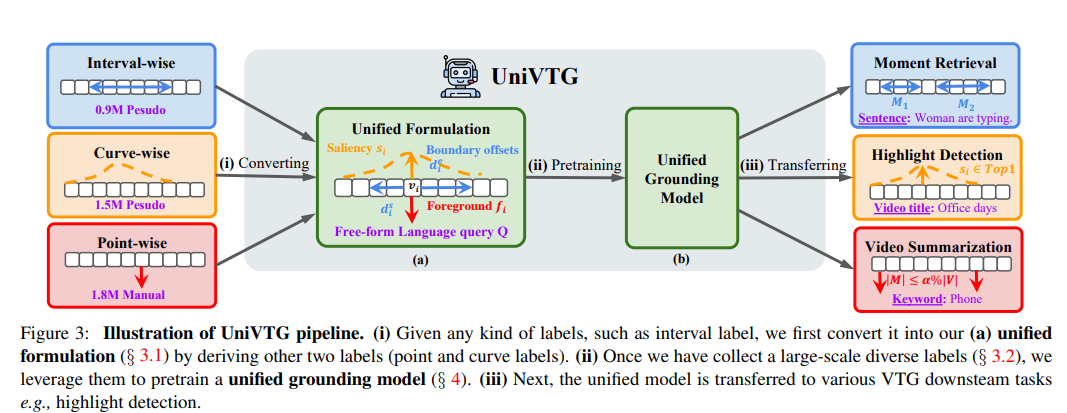 Interval-wise
0.9M Pesudo
Curve-wise
1.5M Pesudo
Point-wise
1.8M Manual
(i) Converting
UniVTG
Unified Formulation
Saliency s_i
Boundary offsets
d_i^e
v_i
d_i^s
Foreground f_i
Free-form Language query Q
(a)
(ii) Pretraining
Unified
Grounding
Model
(b)
(iii) Transferring
Moment Retrieval
M_1
M_2
Sentence: Woman are typing.
Highlight Detection
s_i ∈ Top1
Video title: Office days
Video Summarization
|M| ≤ α%|V|
Keyword: Phone
Figure 3: Illustration of UniVTG pipeline. (i) Given any kind of labels, such as interval label, we first convert it into our (a) unified
formulation (§ 3.1) by deriving other two labels (point and curve labels). (ii) Once we have collect a large-scale diverse labels (§ 3.2), we
leverage them to pretrain a unified grounding model (§ 4). (iii) Next, the unified model is transferred to various VTG downsteam tasks
e.g., highlight detection.